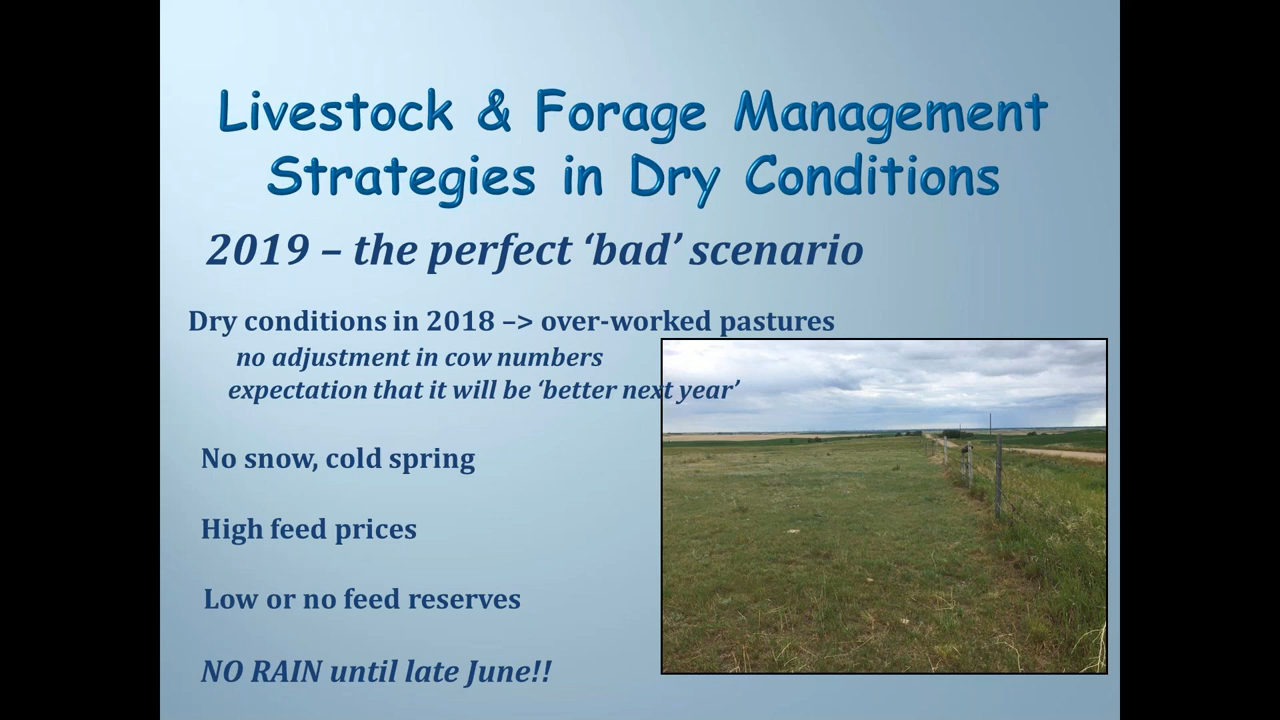 Livestock & Forage Management
Strategies in Dry Conditions
2019 – the perfect ‘bad’ scenario
Dry conditions in 2018 –> over-worked pastures
no adjustment in cow numbers
expectation that it will be ‘better next year’
No snow, cold spring
High feed prices
Low or no feed reserves
NO RAIN until late June!!